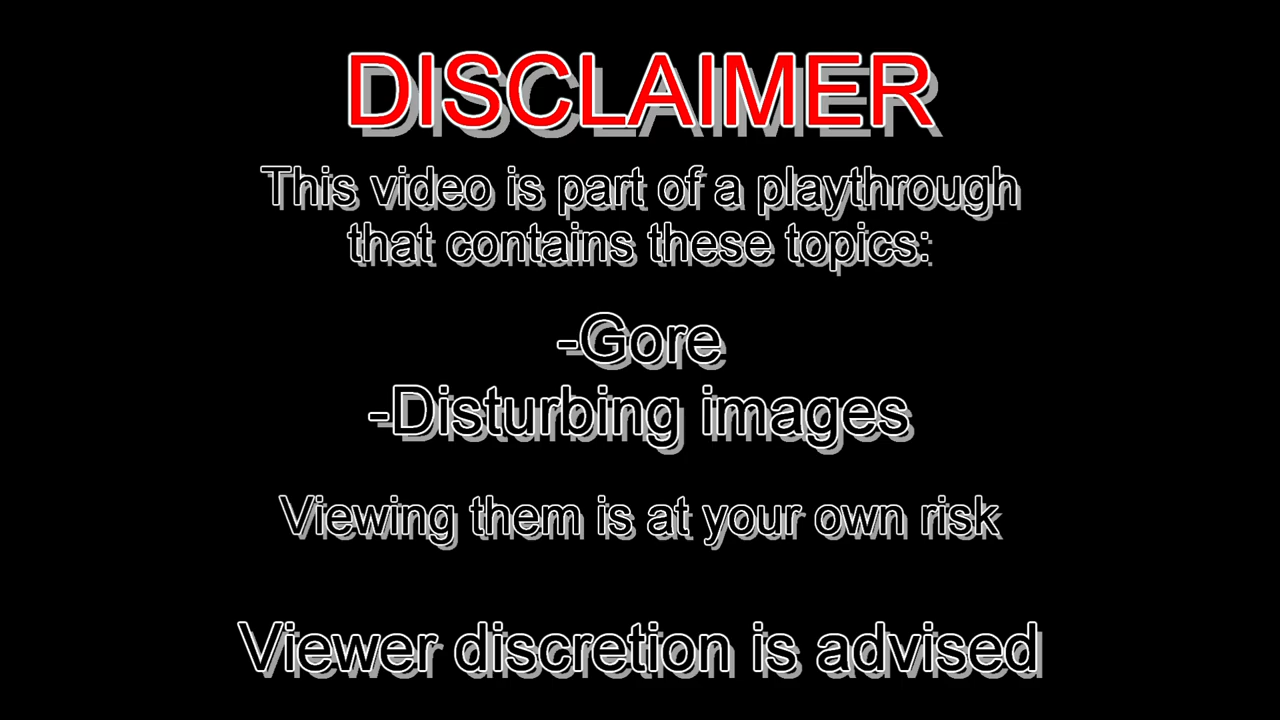 DISCLAIMER
This video is part of a playthrough
that contains these topics:
-Gore
-Disturbing images
Viewing them is at your own risk
Viewer discretion is advised